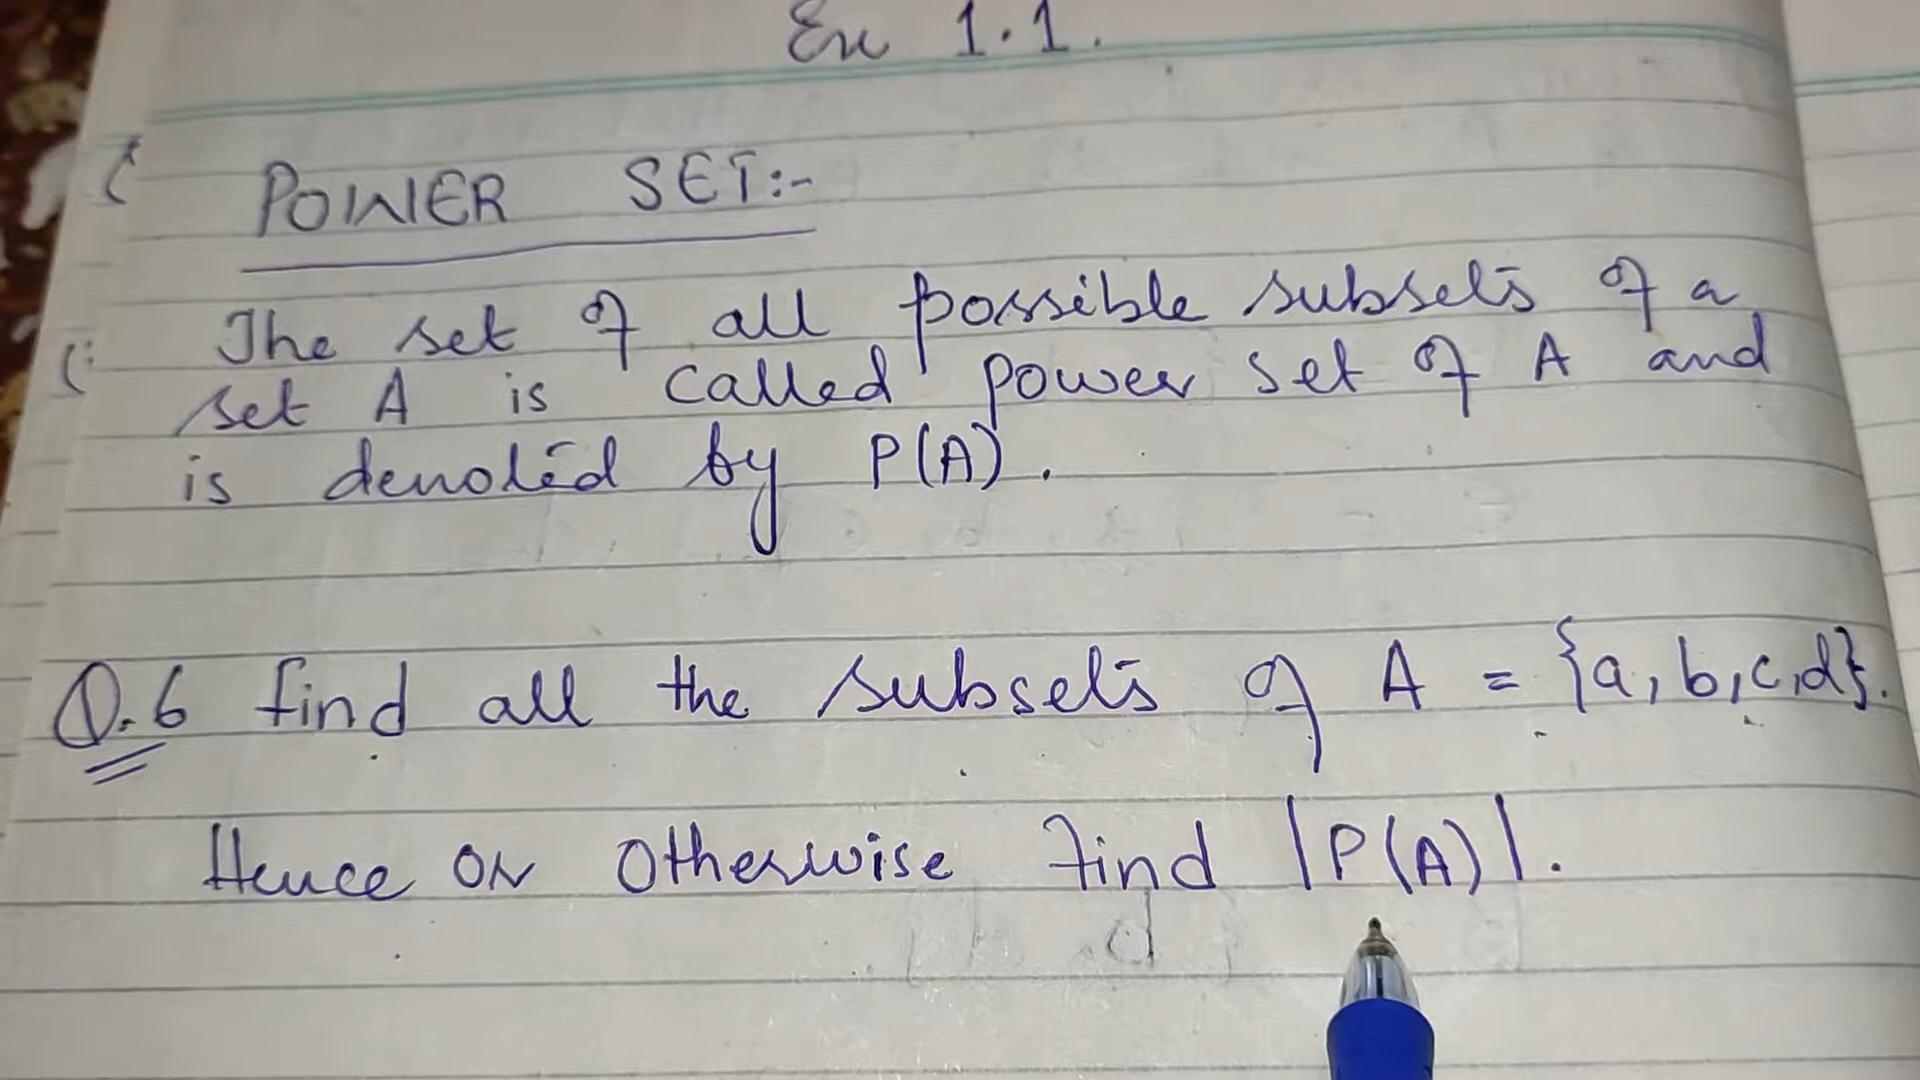 Ex 1.1.
POWER SET:-
The set of all possible subsets of a
set A is called power set of A and
is denoted by P(A).
Q.6 find all the subsets of A = {a, b, c, d}.
Hence or Otherwise find |P(A)|.